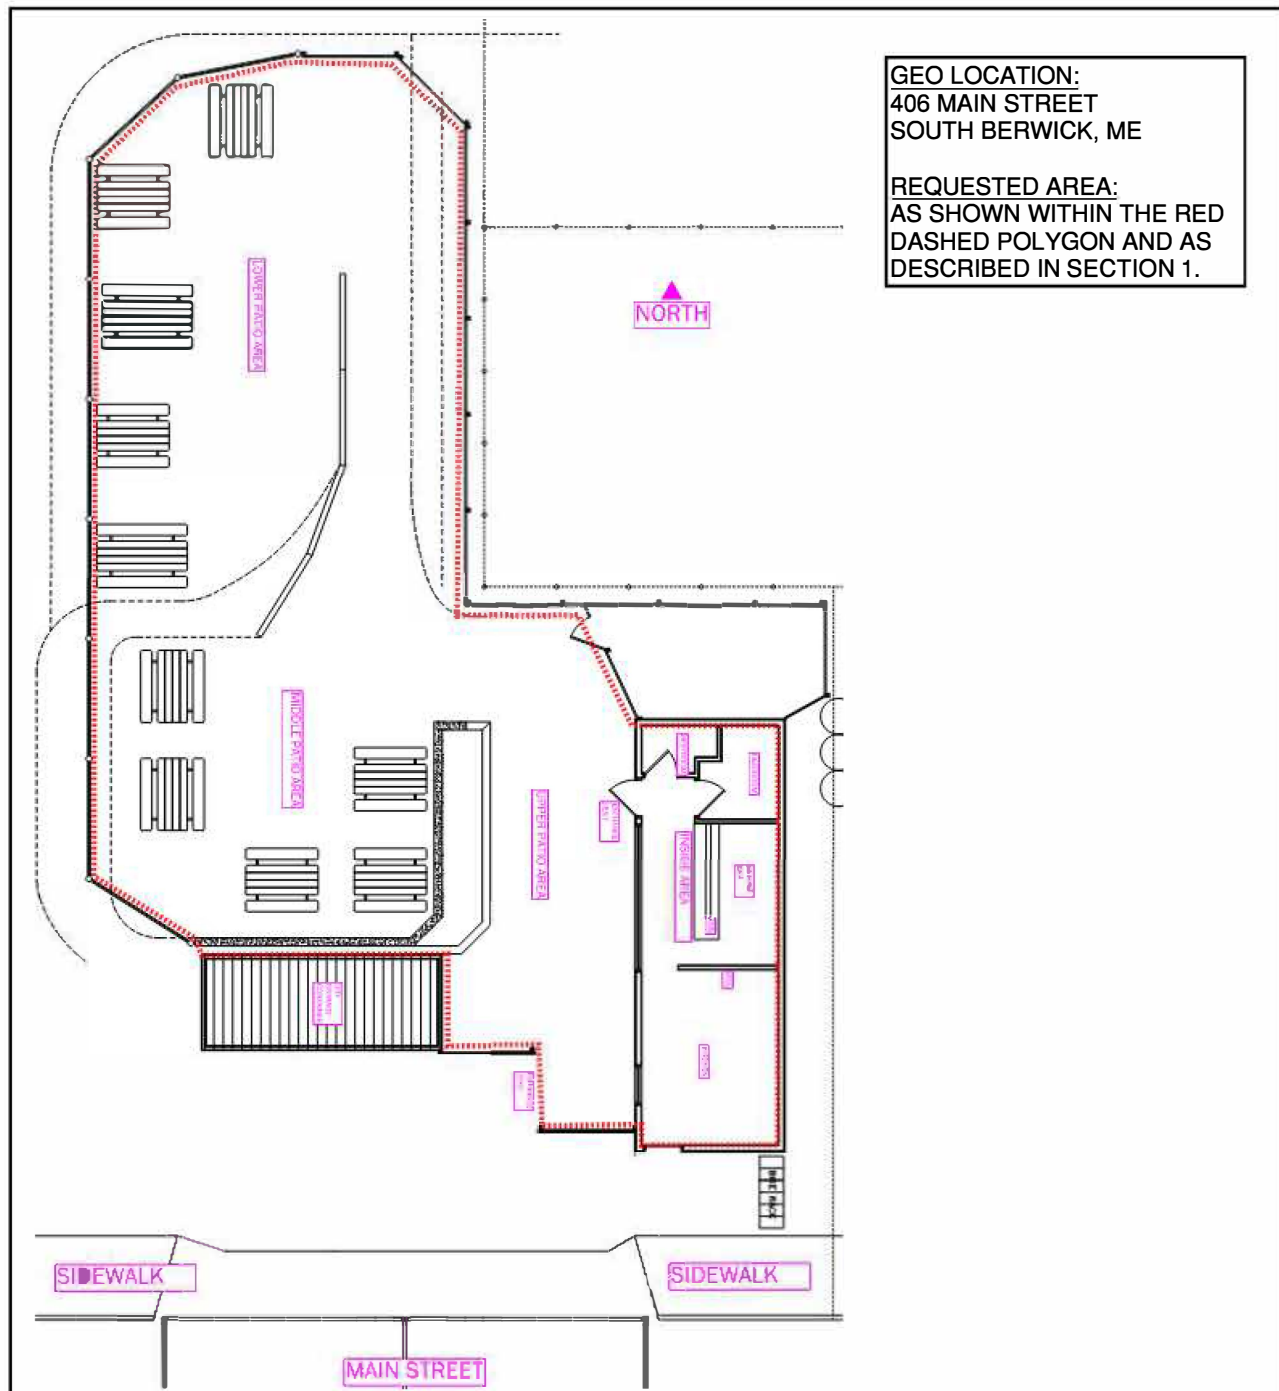 GEO LOCATION:
406 MAIN STREET
SOUTH BERWICK, ME
REQUESTED AREA:
AS SHOWN WITHIN THE RED
DASHED POLYGON AND AS
DESCRIBED IN SECTION 1.
NORTH
LOWER PATIO AREA
MIDDLE PATIO AREA
UPPER PATIO AREA
INSIDE AREA
BIKE RACK
SIDEWALK
SIDEWALK
MAIN STREET